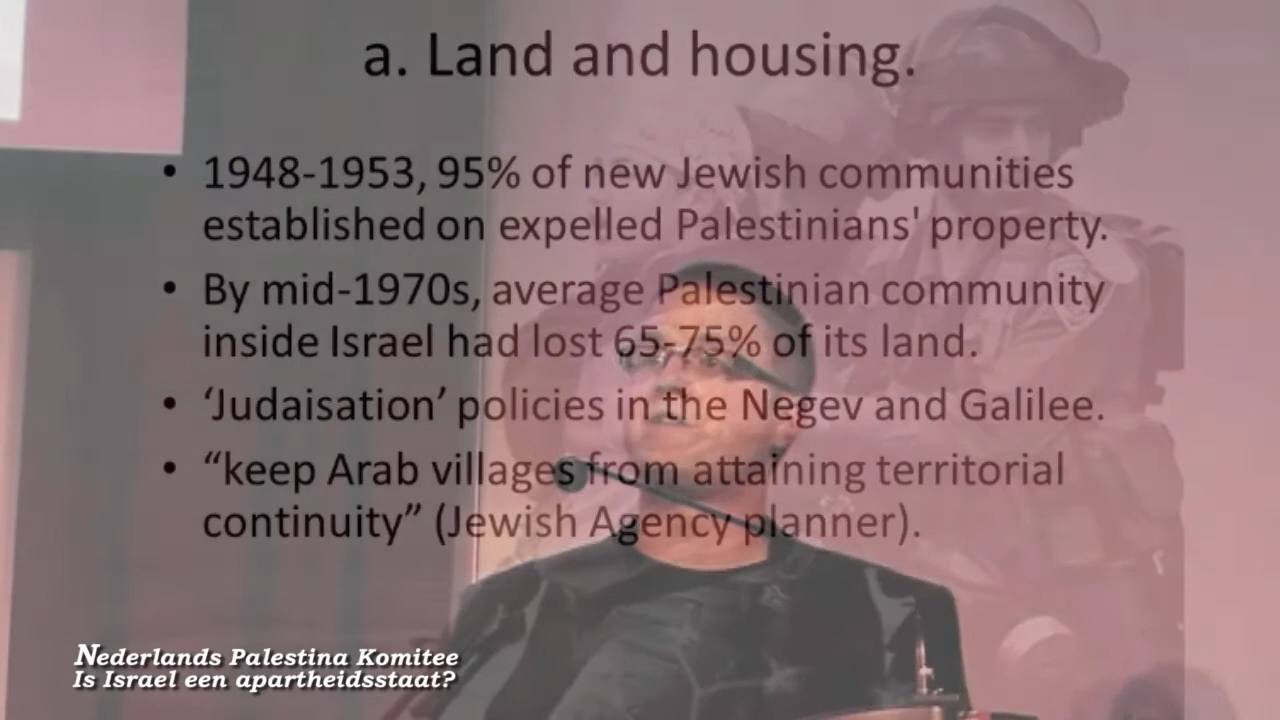 a. Land and housing.
• 1948-1953, 95% of new Jewish communities
established on expelled Palestinians' property.
• By mid-1970s, average Palestinian community
inside Israel had lost 65-75% of its land.
• ‘Judaisation’ policies in the Negev and Galilee.
• “keep Arab villages from attaining territorial
continuity” (Jewish Agency planner).
Nederlands Palestina Komitee
Is Israel een apartheidsstaat?